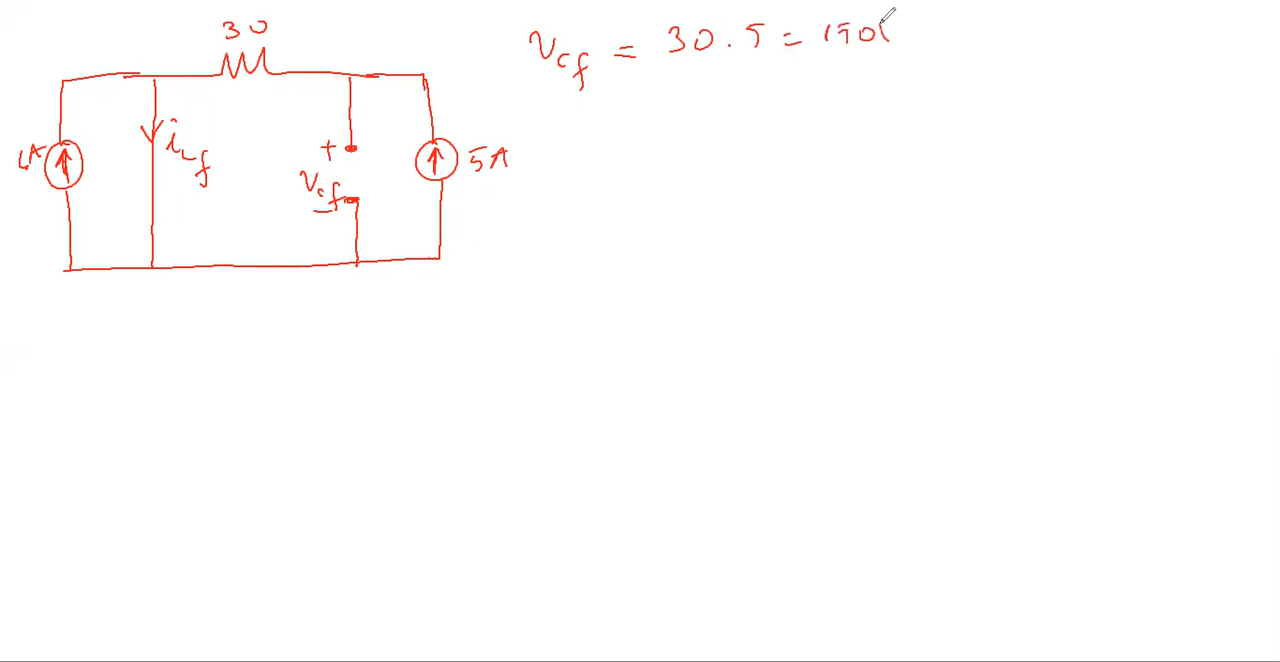 30
V_cf = 30.5 = 150
i_Lf
+
V_cf
-
5A